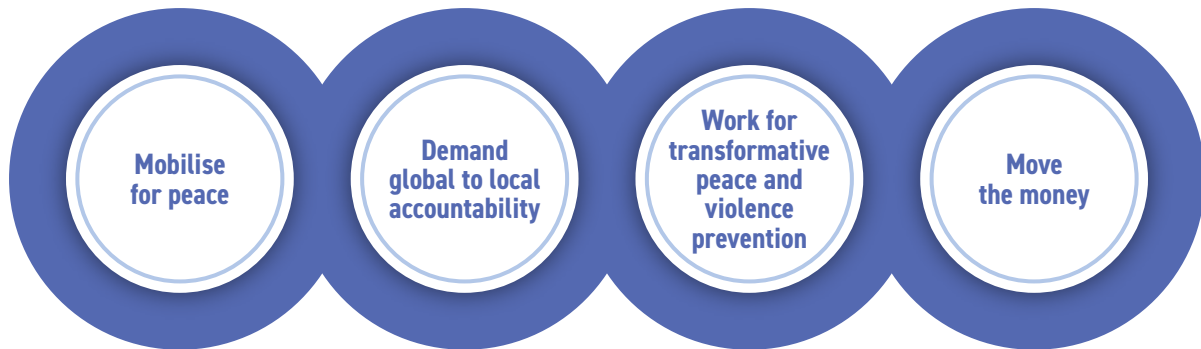 Mobilise
for peace
Demand
global to local
accountability
Work for
transformative
peace and
violence
prevention
Move
the money